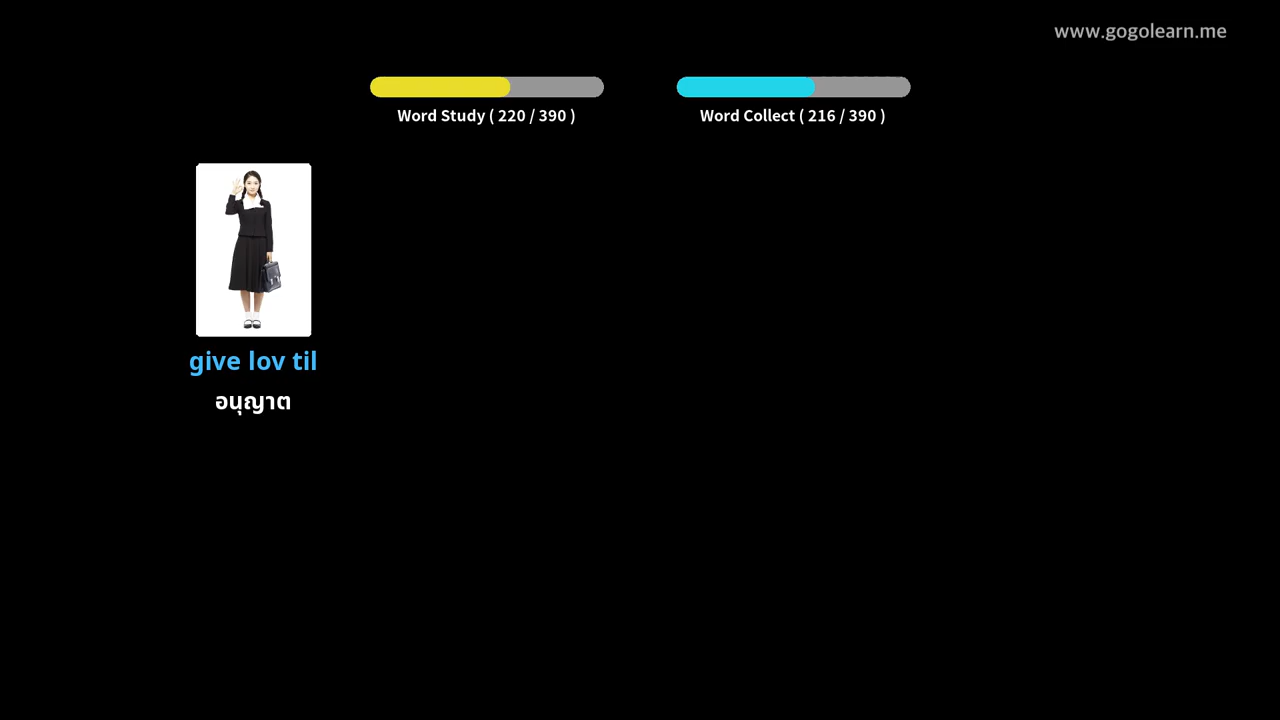 www.gogolearn.me
Word Study ( 220 / 390 )
Word Collect ( 216 / 390 )
give lov til
อนุญาต